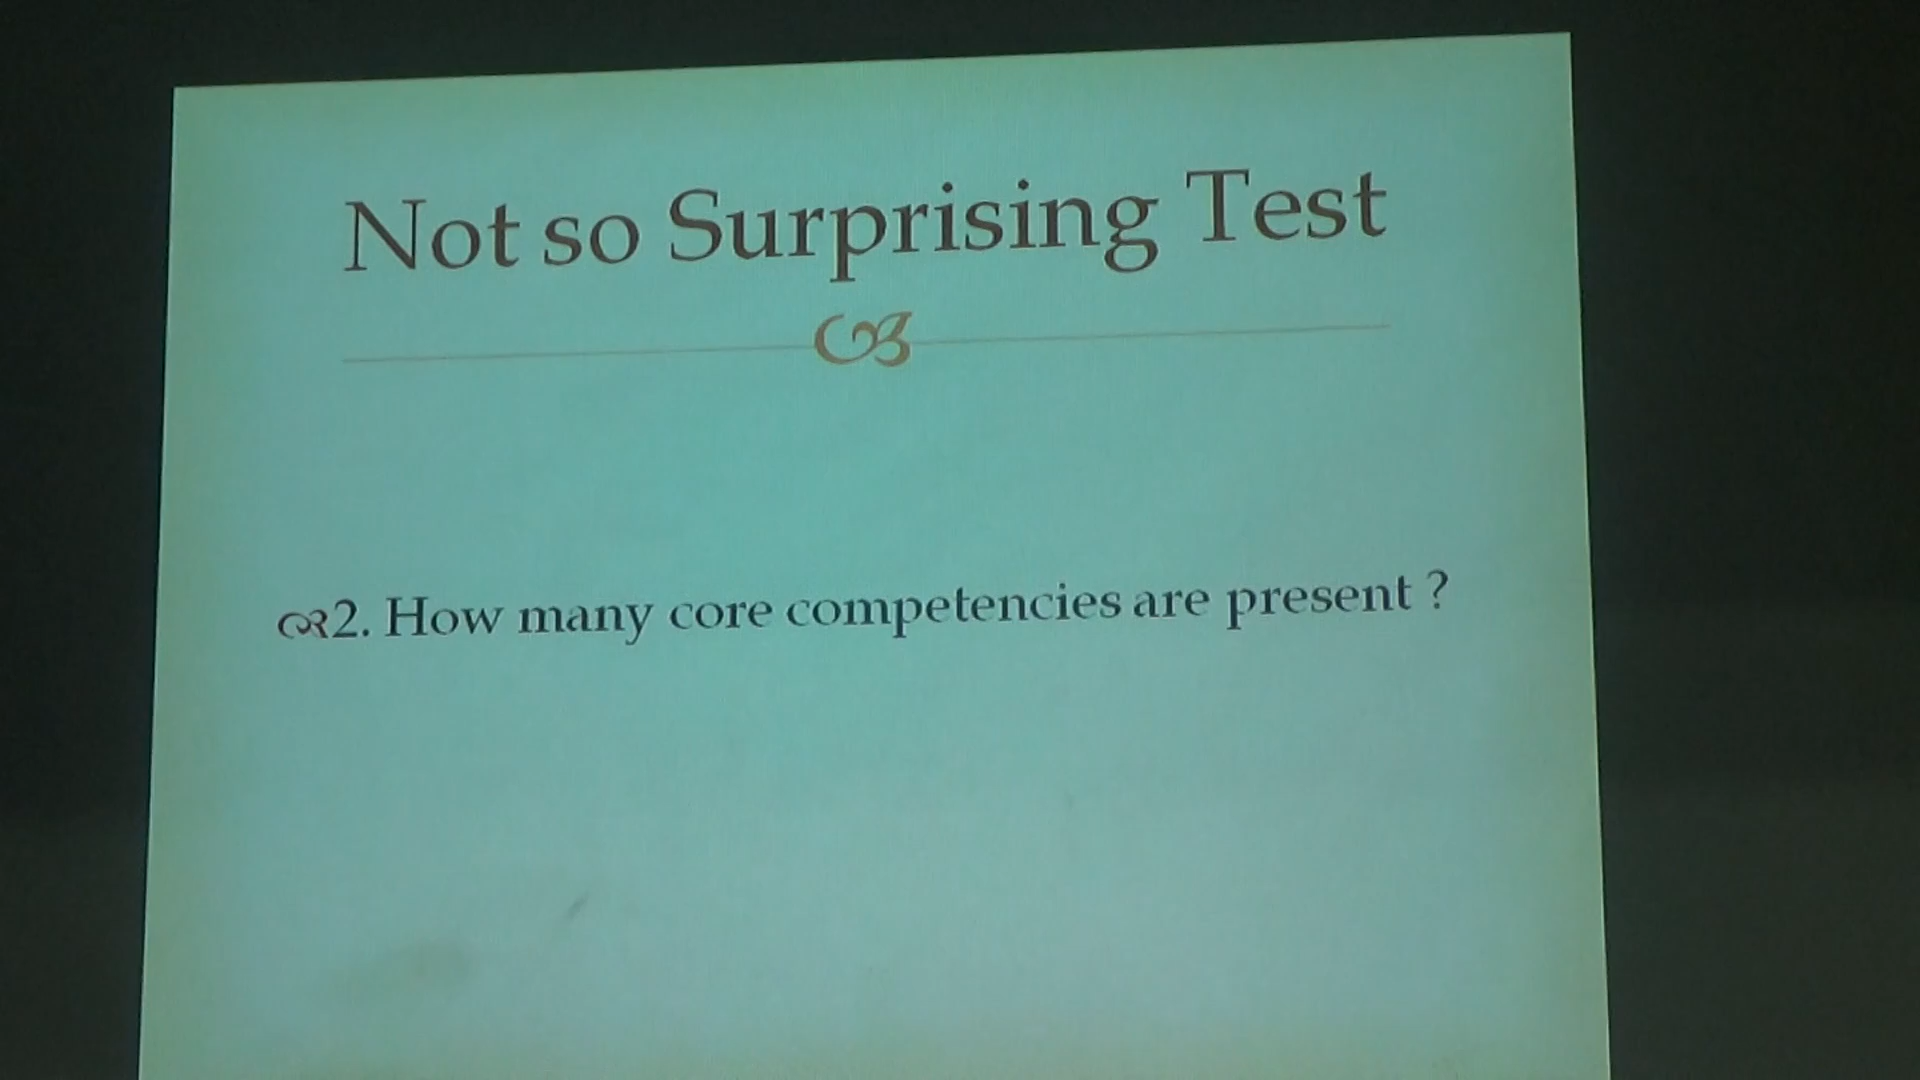 Not so Surprising Test
2. How many core competencies are present ?